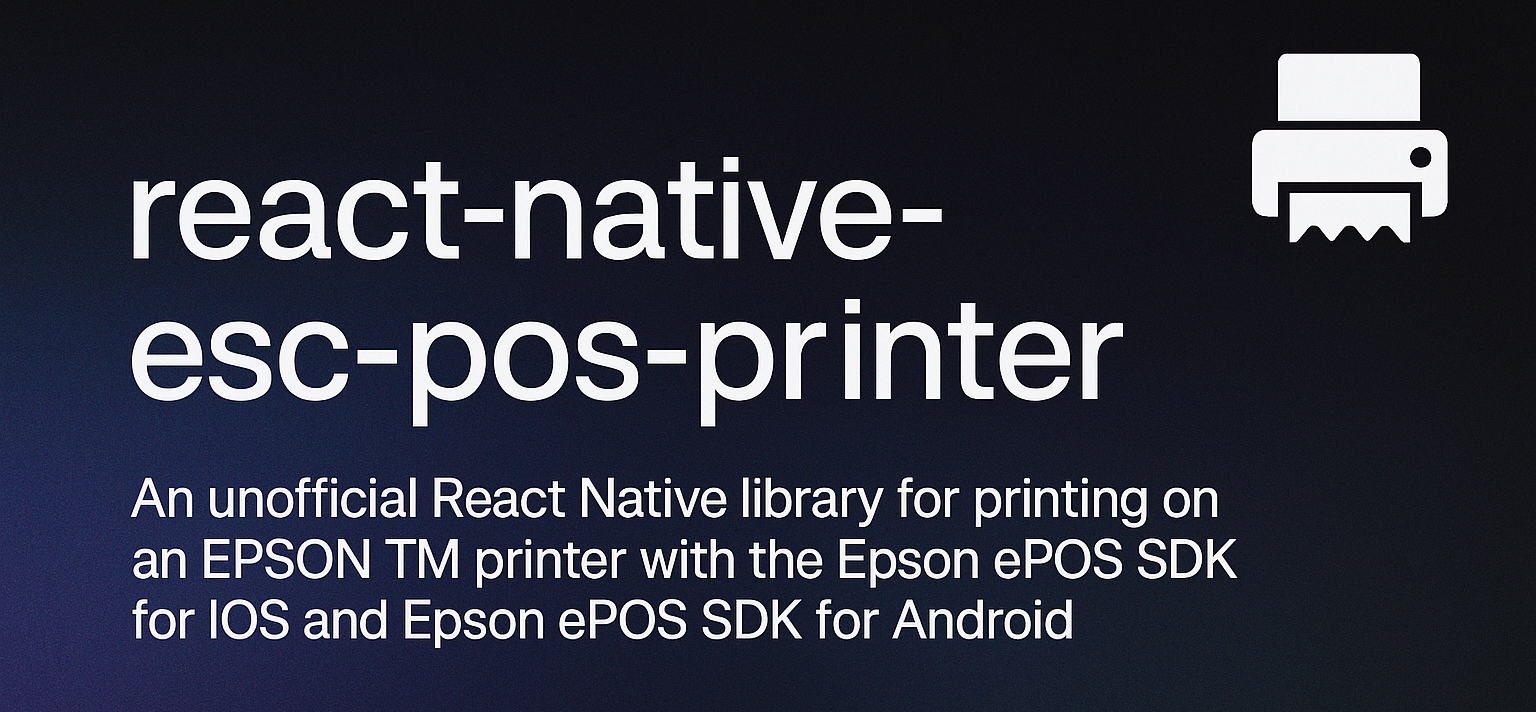 react-native-
esc-pos-printer
An unofficial React Native library for printing on
an EPSON TM printer with the Epson ePOS SDK
for IOS and Epson ePOS SDK for Android